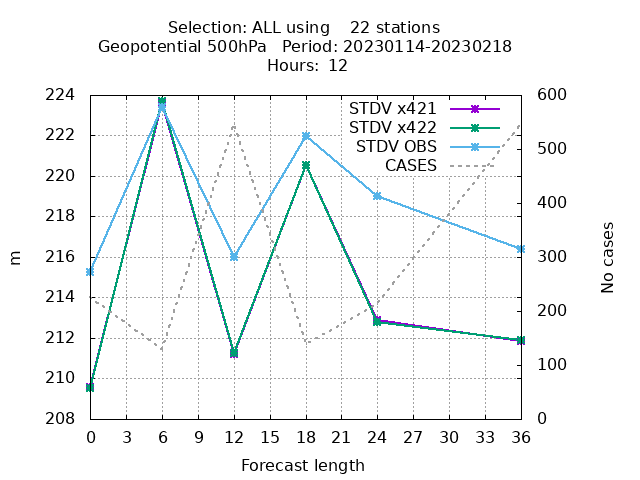 Selection: ALL using    22 stations
Geopotential 500hPa   Period: 20230114-20230218
Hours: 12
STDV x421
STDV x422
STDV OBS
CASES
224
222
220
218
216
214
212
210
208
m
600
500
400
300
200
100
0
No cases
0 3 6 9 12 15 18 21 24 27 30 33 36
Forecast length